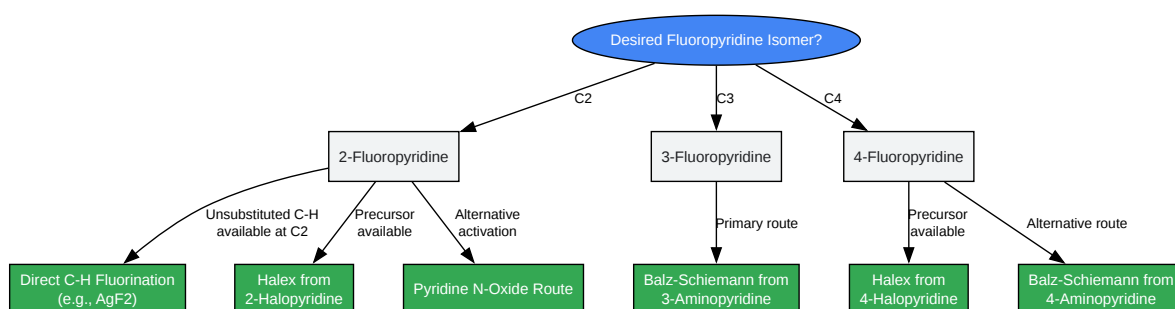 Desired Fluoropyridine Isomer?
C2
C3
C4
2-Fluoropyridine
3-Fluoropyridine
4-Fluoropyridine
Unsubstituted C-H
available at C2
Precursor
available
Alternative
activation
Primary route
Precursor
available
Alternative route
Direct C-H Fluorination
(e.g., AgF2)
Halex from
2-Halopyridine
Pyridine N-Oxide Route
Balz-Schiemann from
3-Aminopyridine
Halex from
4-Halopyridine
Balz-Schiemann from
4-Aminopyridine